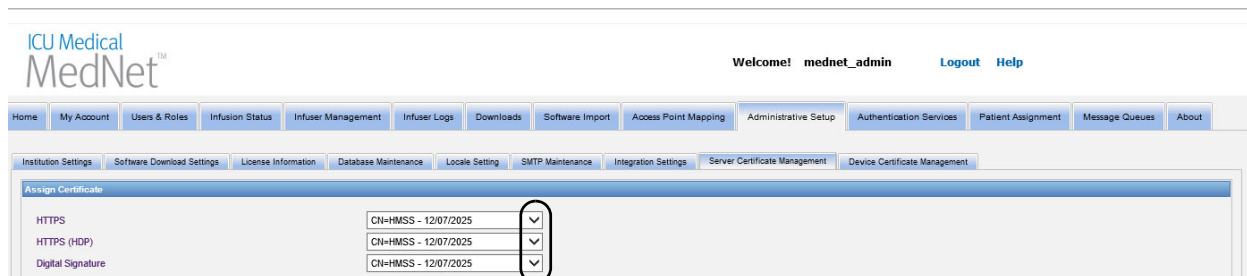 ICU Medical
MedNet™
Welcome! mednet_admin Logout Help
Home My Account Users & Roles Infusion Status Infuser Management Infuser Logs Downloads Software Import Access Point Mapping Administrative Setup Authentication Services Patient Assignment Message Queues About
Institution Settings Software Download Settings License Information Database Maintenance Locale Setting SMTP Maintenance Integration Settings Server Certificate Management Device Certificate Management
Assign Certificate
HTTPS CN=HMSS - 12/07/2025
HTTPS (HDP) CN=HMSS - 12/07/2025
Digital Signature CN=HMSS - 12/07/2025